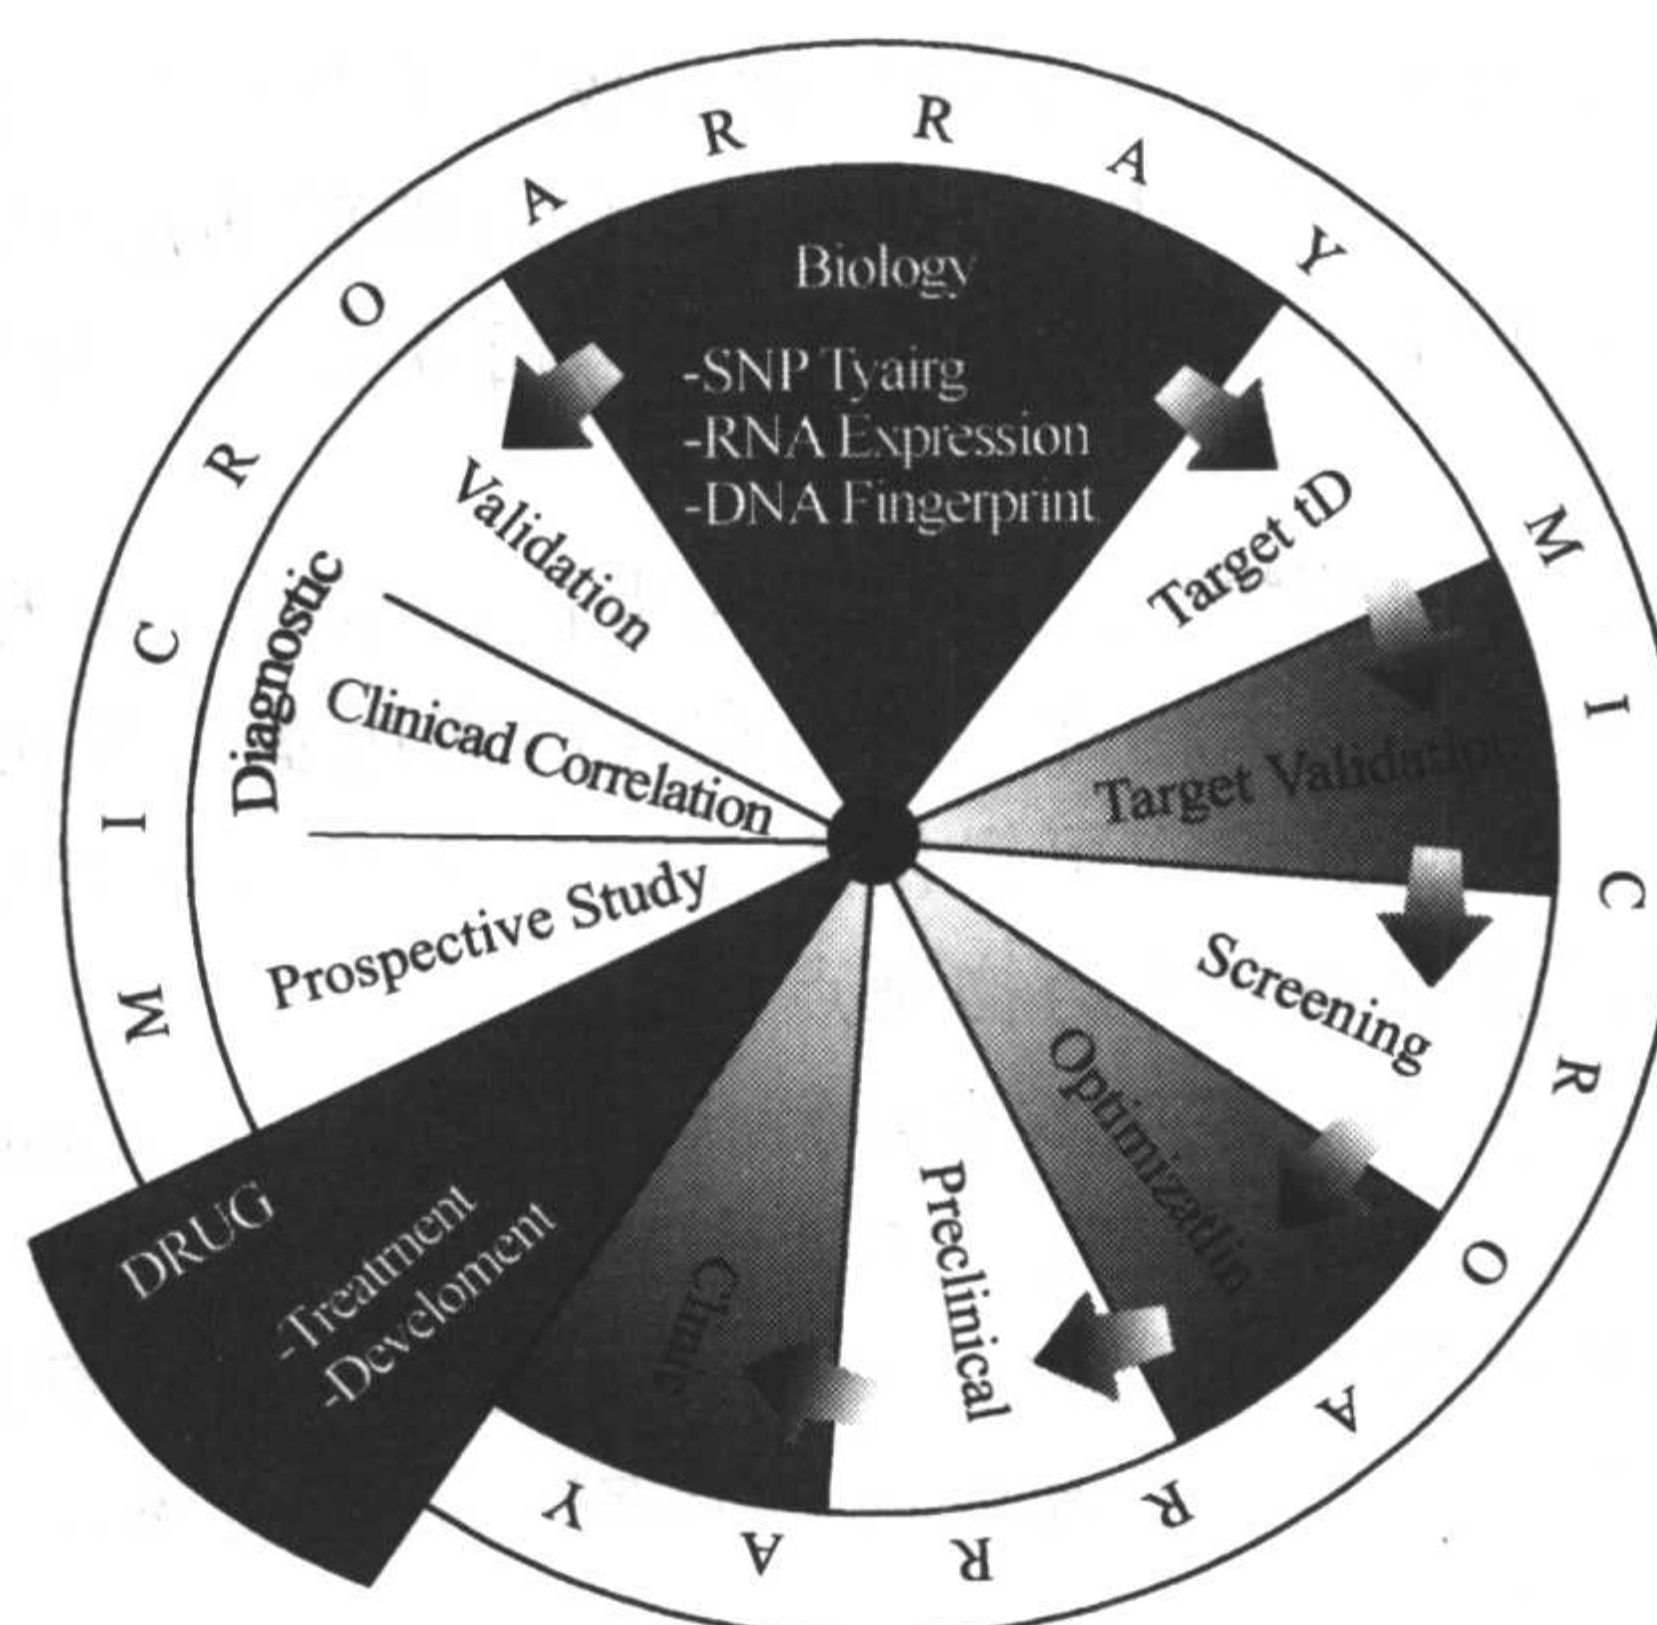 MICROARRAY
MICROARRAY
Biology
-SNP Tyairg
-RNA Expression
-DNA Fingerprint
Target tD
Target Validation
Screening
Optimizatlin
Preclinical
Clinic
DRUG
-Treatment
-Develoment
Prospective Study
Clinicad Correlation
Validation
Diagnostic